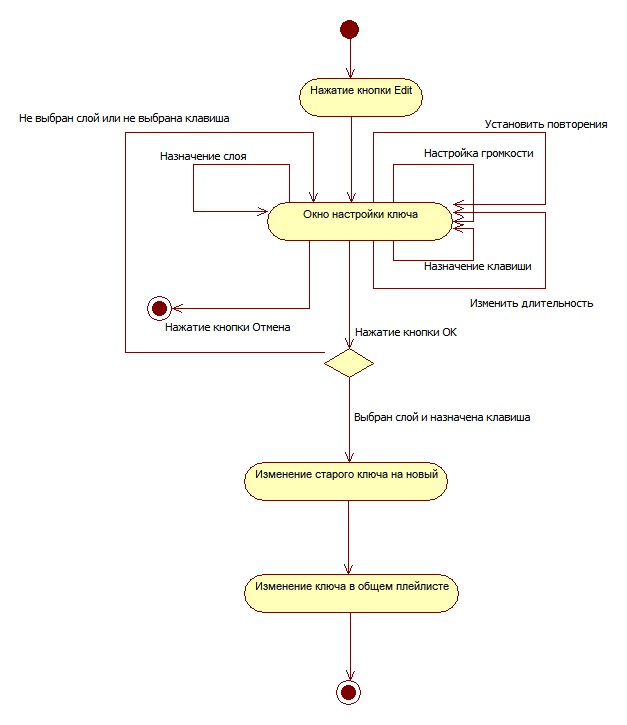 Нажатие кнопки Edit
Не выбран слой или не выбрана клавиша
Установить повторения
Назначение слоя
Настройка громкости
Окно настройки ключа
Назначение клавиши
Изменить длительность
Нажатие кнопки Отмена
Нажатие кнопки OK
Выбран слой и назначена клавиша
Изменение старого ключа на новый
Изменение ключа в общем плейлисте